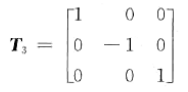 T₃ = [1 0 0
0 -1 0
0 0 1]